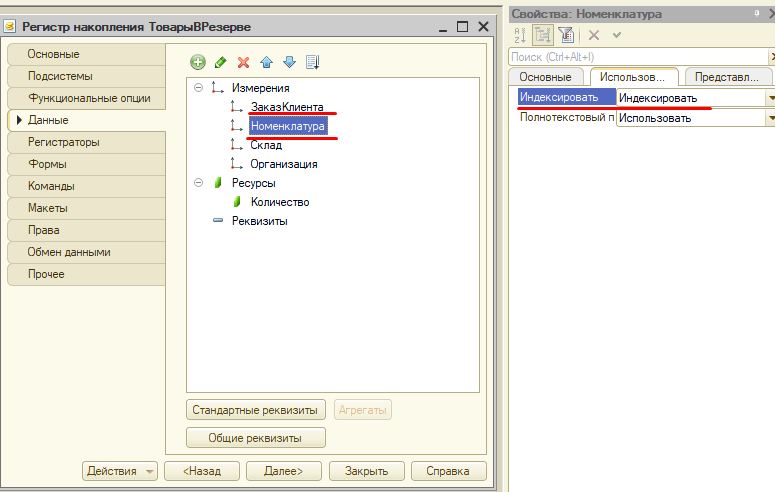 Регистр накопления ТоварыВРезерве
Основные
Подсистемы
Функциональные опции
Данные
Регистраторы
Формы
Команды
Макеты
Права
Обмен данными
Прочее
Измерения
ЗаказКлиента
Номенклатура
Склад
Организация
Ресурсы
Количество
Реквизиты
Стандартные реквизиты
Агрегаты
Общие реквизиты
Действия
<Назад
Далее>
Закрыть
Справка
Свойства: Номенклатура
Поиск (Ctrl+Alt+I)
Основные
Использов...
Представл...
Индексировать Индексировать
Полнотекстовый п Использовать